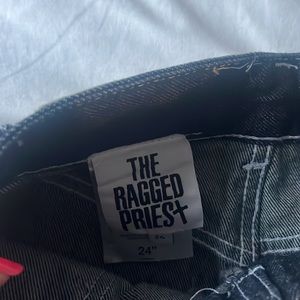 THE
RAGGED
PRIEST
24"